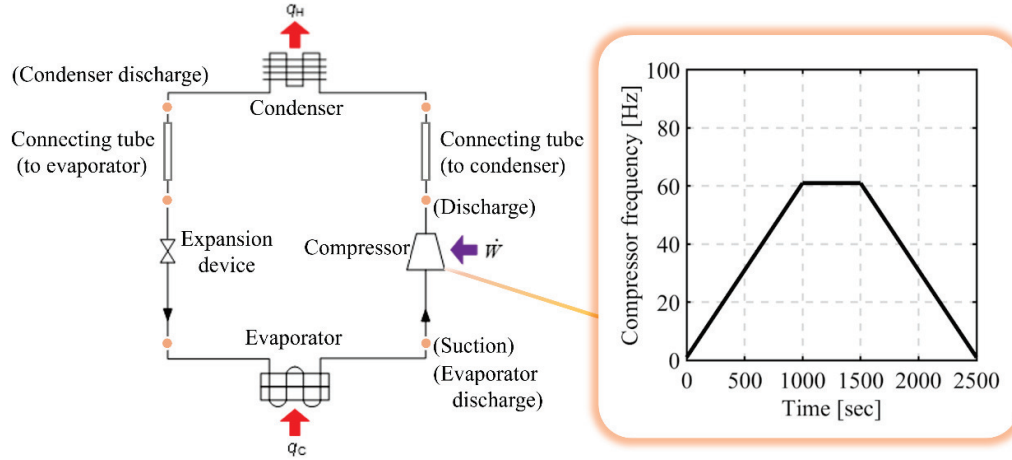 qH
(Condenser discharge)
Condenser
Connecting tube
(to evaporator)
Connecting tube
(to condenser)
(Discharge)
Expansion
device
Compressor
Ẇ
Evaporator
(Suction)
(Evaporator
discharge)
qC
Compressor frequency [Hz]
100
80
60
40
20
0
0 500 1000 1500 2000 2500
Time [sec]